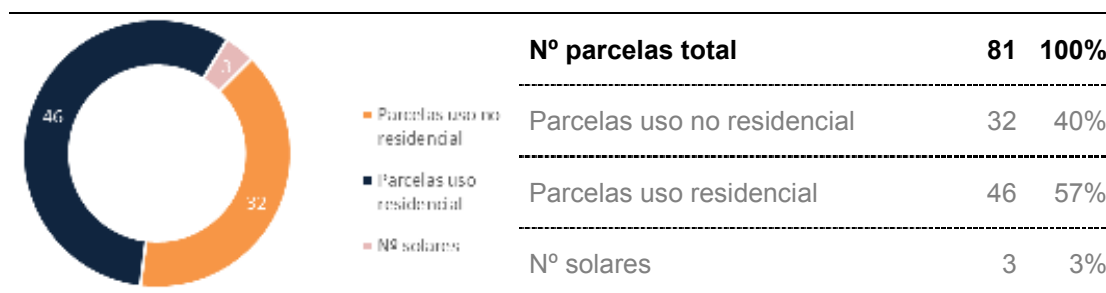 46
3
32
Parcelas uso no
residencial
Parcelas uso
residencial
Nº solares
Nº parcelas total 81 100%
Parcelas uso no residencial 32 40%
Parcelas uso residencial 46 57%
Nº solares 3 3%